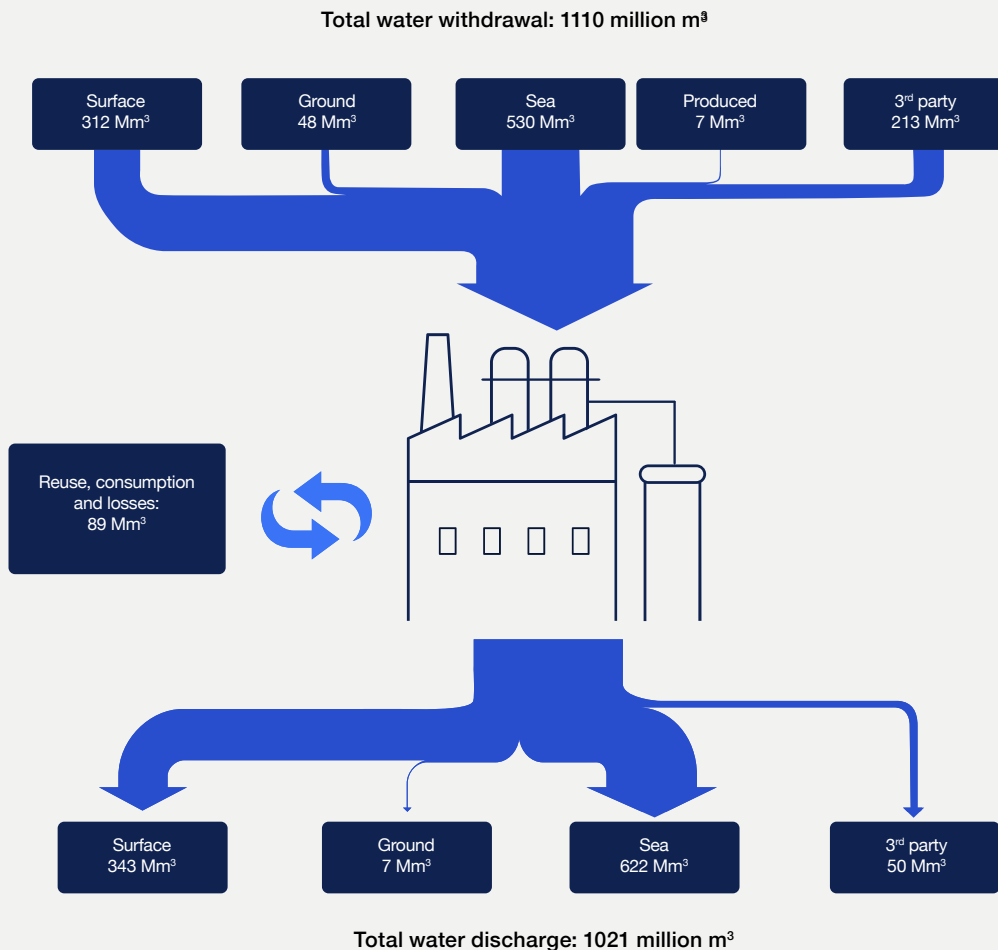 Total water withdrawal: 1110 million m³
Surface
312 Mm³
Ground
48 Mm³
Sea
530 Mm³
Produced
7 Mm³
3rd party
213 Mm³
Reuse, consumption
and losses:
89 Mm³
Surface
343 Mm³
Ground
7 Mm³
Sea
622 Mm³
3rd party
50 Mm³
Total water discharge: 1021 million m³